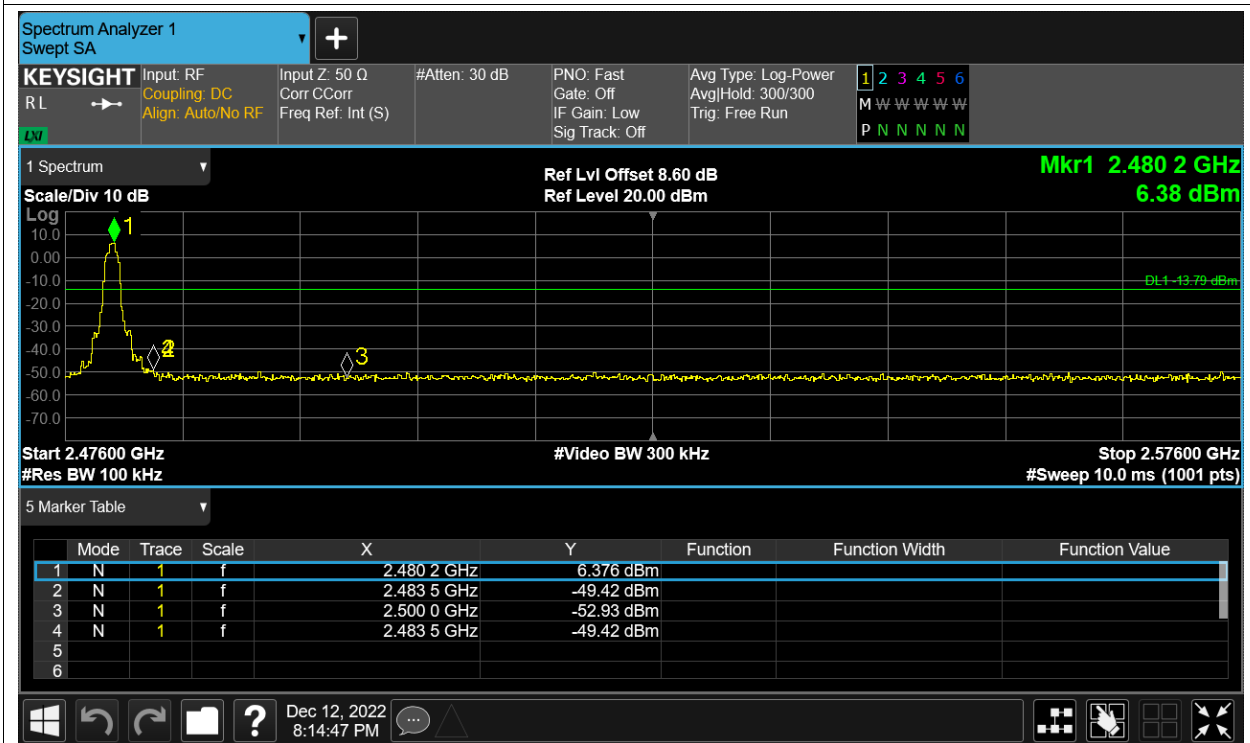 Spectrum Analyzer 1
Swept SA
+
KEYSIGHT Input: RF Input Z: 50 Ω #Atten: 30 dB PNO: Fast Avg Type: Log-Power 1 2 3 4 5 6
RL Coupling: DC Corr CCorr Gate: Off Avg|Hold: 300/300 M W W W W W
Align: Auto/No RF Freq Ref: Int (S) IF Gain: Low Trig: Free Run
LXI Sig Track: Off P N N N N N
1 Spectrum Ref Lvl Offset 8.60 dB Mkr1 2.480 2 GHz
Scale/Div 10 dB Ref Level 20.00 dBm 6.38 dBm
Log
1
10.0
0.00
-10.0 DL1 -13.79 dBm
-20.0
-30.0
-40.0 2 3
-50.0
-60.0
-70.0
Start 2.47600 GHz #Video BW 300 kHz Stop 2.57600 GHz
#Res BW 100 kHz #Sweep 10.0 ms (1001 pts)
5 Marker Table
Mode Trace Scale X Y Function Function Width Function Value
1 N 1 f 2.480 2 GHz 6.376 dBm
2 N 1 f 2.483 5 GHz -49.42 dBm
3 N 1 f 2.500 0 GHz -52.93 dBm
4 N 1 f 2.483 5 GHz -49.42 dBm
5
6
? Dec 12, 2022
8:14:47 PM